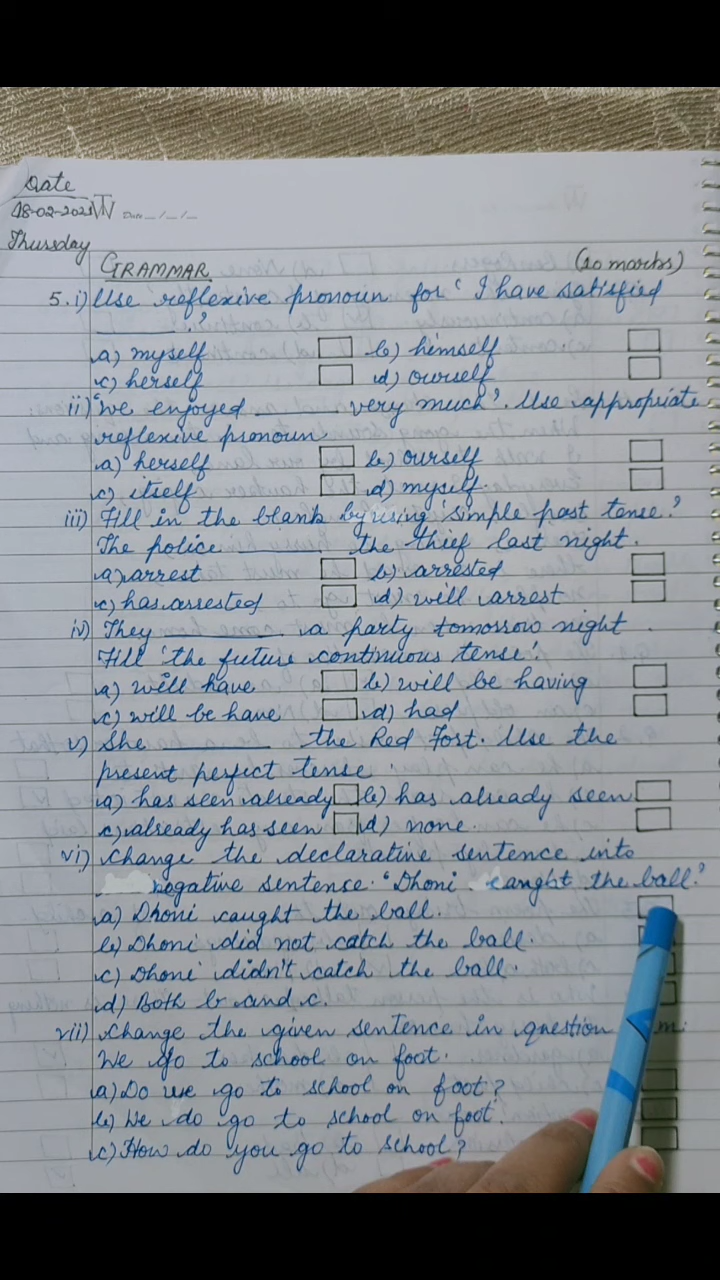 Date
18-02-2021
Date __/__/__
Thursday
GRAMMAR (10 marks)
5. i) Use reflexive pronoun for 'I have satisfied
______.'
a) myself b) himself
c) herself d) ourself
ii) 'We enjoyed ______ very much'. Use appropriate
reflexive pronoun
a) herself b) ourself
c) itself d) myself.
iii) Fill in the blank by using 'simple past tense.'
The police ______ the thief last night.
a) arrest b) arrested
c) has arrested d) will arrest
iv) They ______ a party tomorrow night.
Fill 'the future continuous tense'.
a) will have b) will be having
c) will be have d) had
v) She ______ the Red Fort. Use the
present perfect tense.
a) has seen already b) has already seen
c) already has seen d) none.
vi) Change the declarative sentence into
negative sentence. "Dhoni caught the ball.'
a) Dhoni caught the ball.
b) Dhoni did not catch the ball.
c) Dhoni didn't catch the ball.
d) Both b and c.
vii) Change the given sentence in question
We go to school on foot.
a) Do we go to school on foot?
b) We do go to school on foot.
c) How do you go to school?